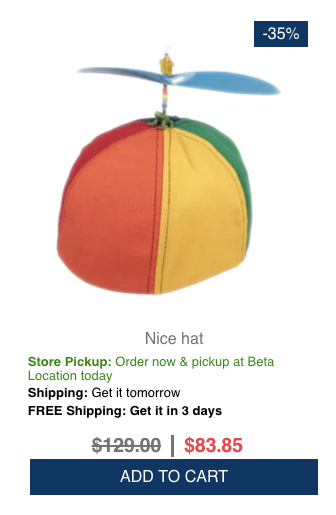 -35%
Nice hat
Store Pickup: Order now & pickup at Beta
Location today
Shipping: Get it tomorrow
FREE Shipping: Get it in 3 days
$129.00 | $83.85
ADD TO CART